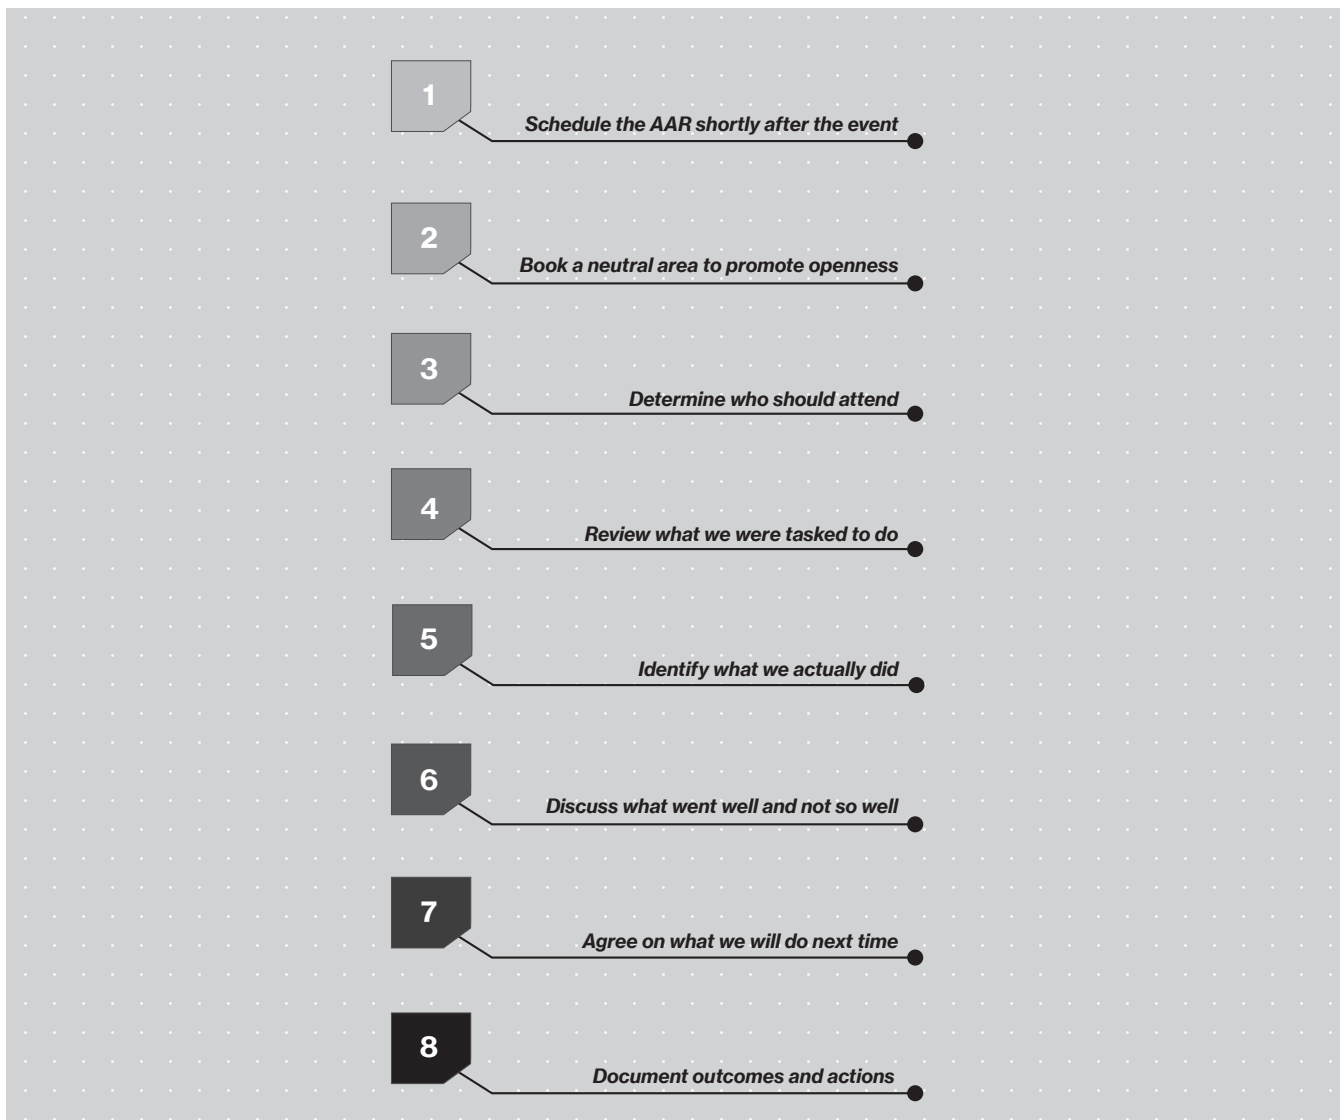 1
Schedule the AAR shortly after the event
2
Book a neutral area to promote openness
3
Determine who should attend
4
Review what we were tasked to do
5
Identify what we actually did
6
Discuss what went well and not so well
7
Agree on what we will do next time
8
Document outcomes and actions